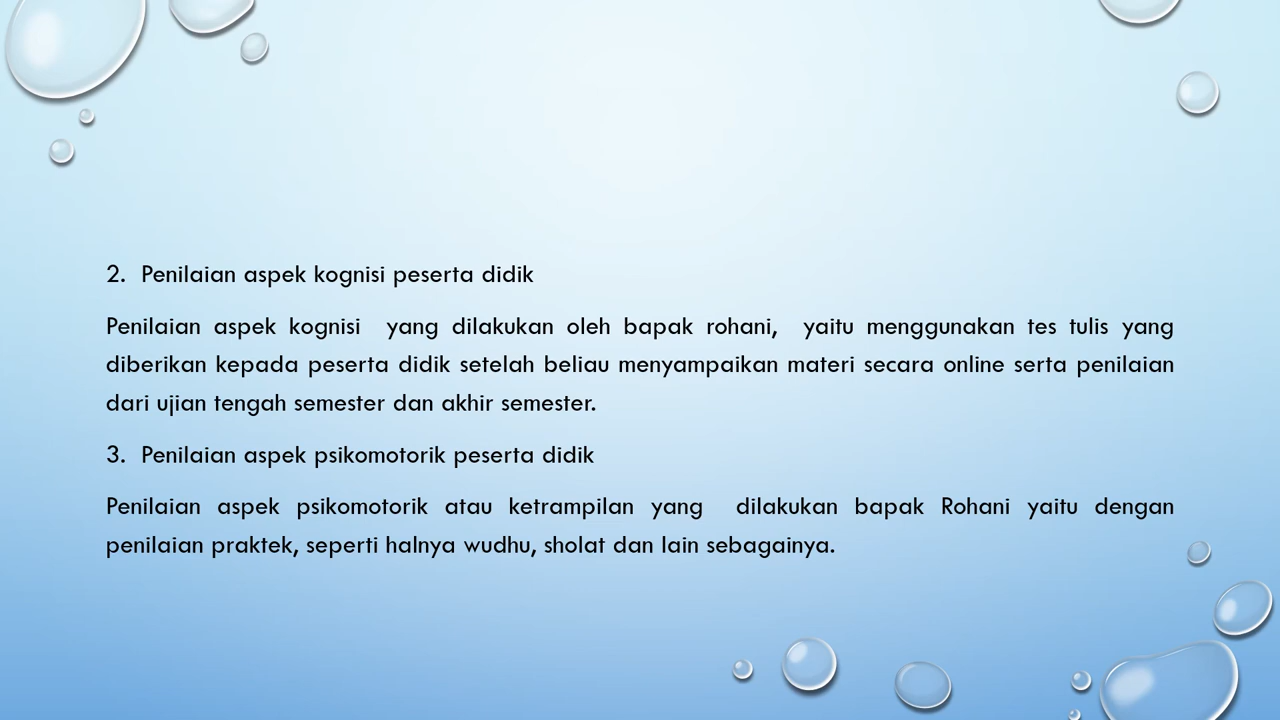 2. Penilaian aspek kognisi peserta didik
Penilaian aspek kognisi yang dilakukan oleh bapak rohani, yaitu menggunakan tes tulis yang
diberikan kepada peserta didik setelah beliau menyampaikan materi secara online serta penilaian
dari ujian tengah semester dan akhir semester.
3. Penilaian aspek psikomotorik peserta didik
Penilaian aspek psikomotorik atau ketrampilan yang dilakukan bapak Rohani yaitu dengan
penilaian praktek, seperti halnya wudhu, sholat dan lain sebagainya.